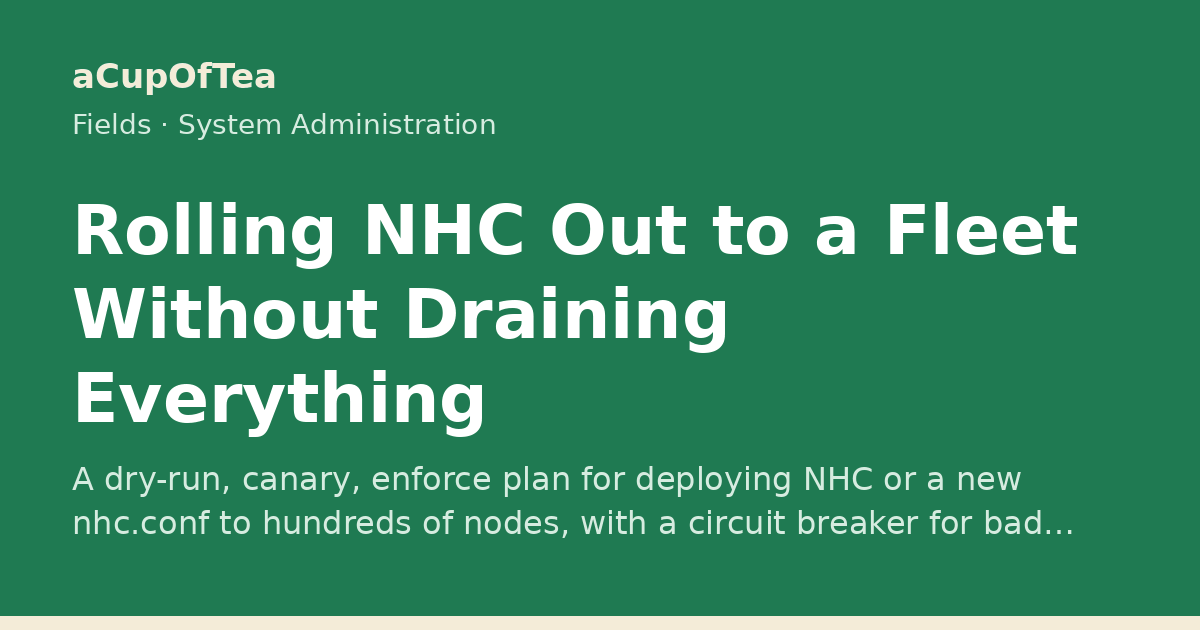 aCupOfTea
Fields · System Administration
Rolling NHC Out to a Fleet
Without Draining
Everything
A dry-run, canary, enforce plan for deploying NHC or a new
nhc.conf to hundreds of nodes, with a circuit breaker for bad…